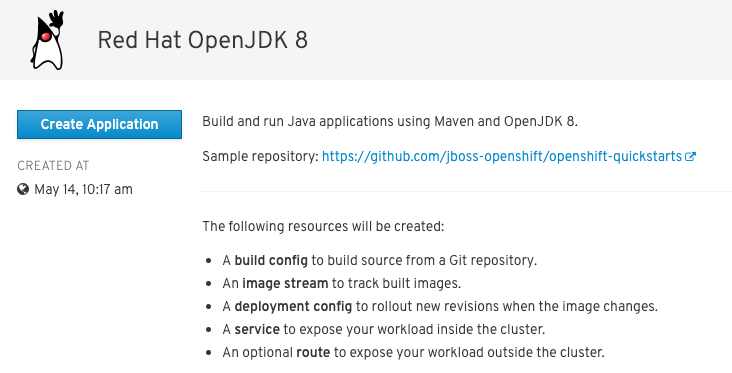 Red Hat OpenJDK 8
Create Application
CREATED AT
May 14, 10:17 am
Build and run Java applications using Maven and OpenJDK 8.
Sample repository: https://github.com/jboss-openshift/openshift-quickstarts
The following resources will be created:
• A build config to build source from a Git repository.
• An image stream to track built images.
• A deployment config to rollout new revisions when the image changes.
• A service to expose your workload inside the cluster.
• An optional route to expose your workload outside the cluster.